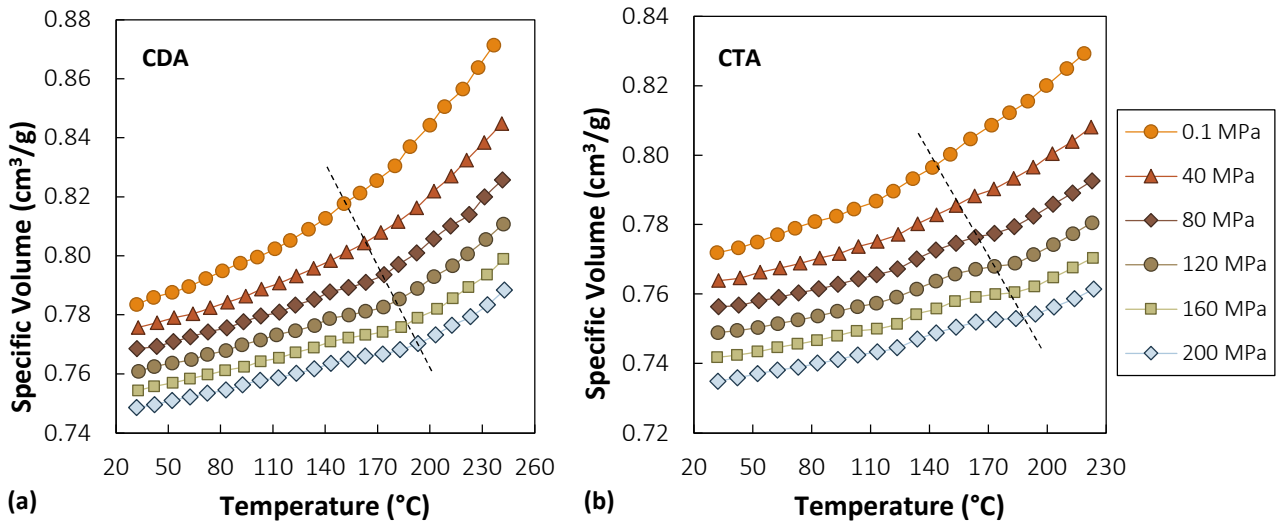 CDA
Specific Volume (cm³/g)
0.88
0.86
0.84
0.82
0.80
0.78
0.76
0.74
20 50 80 110 140 170 200 230 260
Temperature (°C)
(a)
CTA
Specific Volume (cm³/g)
0.84
0.82
0.80
0.78
0.76
0.74
0.72
20 50 80 110 140 170 200 230
Temperature (°C)
(b)
0.1 MPa
40 MPa
80 MPa
120 MPa
160 MPa
200 MPa